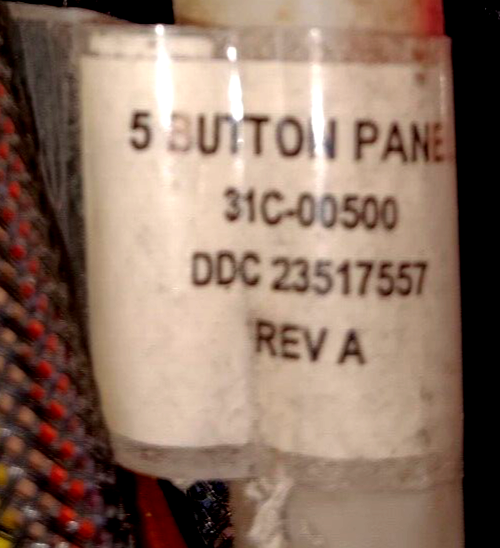 5 BUTTON PANE
31C-00500
DDC 23517557
REV A